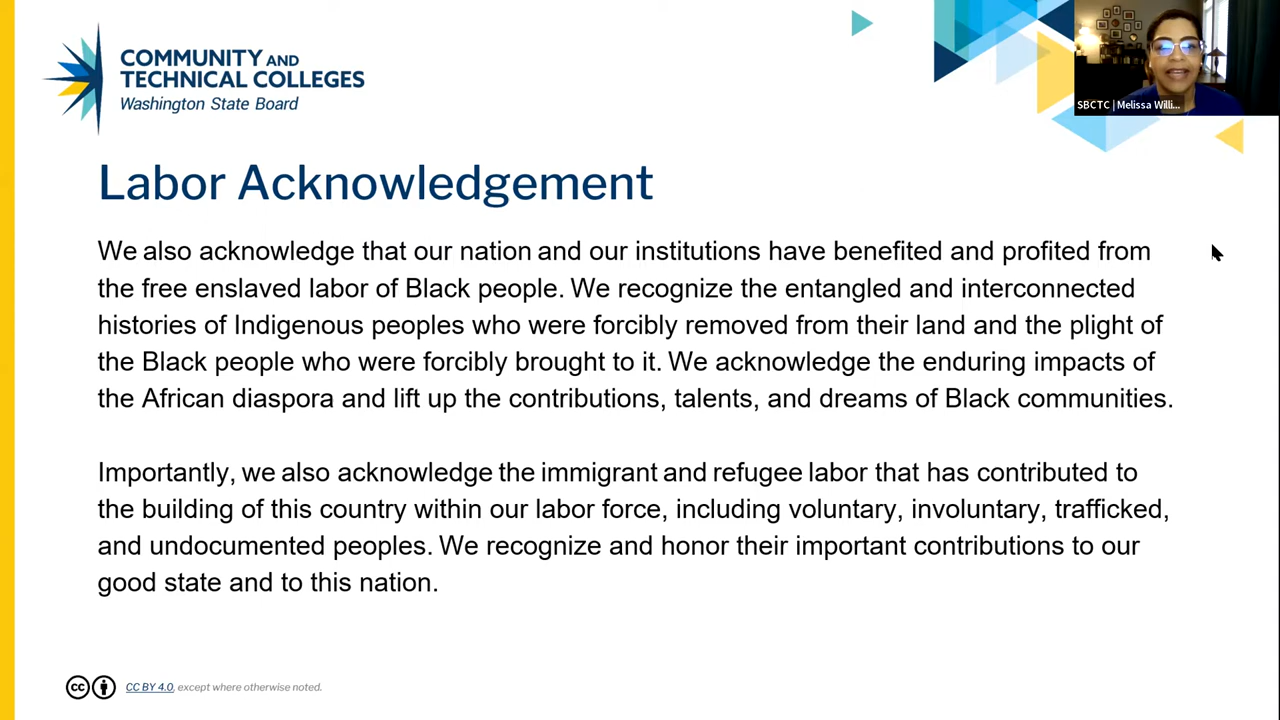 COMMUNITY AND
TECHNICAL COLLEGES
Washington State Board
SBCTC | Melissa Willi...
Labor Acknowledgement
We also acknowledge that our nation and our institutions have benefited and profited from
the free enslaved labor of Black people. We recognize the entangled and interconnected
histories of Indigenous peoples who were forcibly removed from their land and the plight of
the Black people who were forcibly brought to it. We acknowledge the enduring impacts of
the African diaspora and lift up the contributions, talents, and dreams of Black communities.
Importantly, we also acknowledge the immigrant and refugee labor that has contributed to
the building of this country within our labor force, including voluntary, involuntary, trafficked,
and undocumented peoples. We recognize and honor their important contributions to our
good state and to this nation.
cc CC BY 4.0, except where otherwise noted.